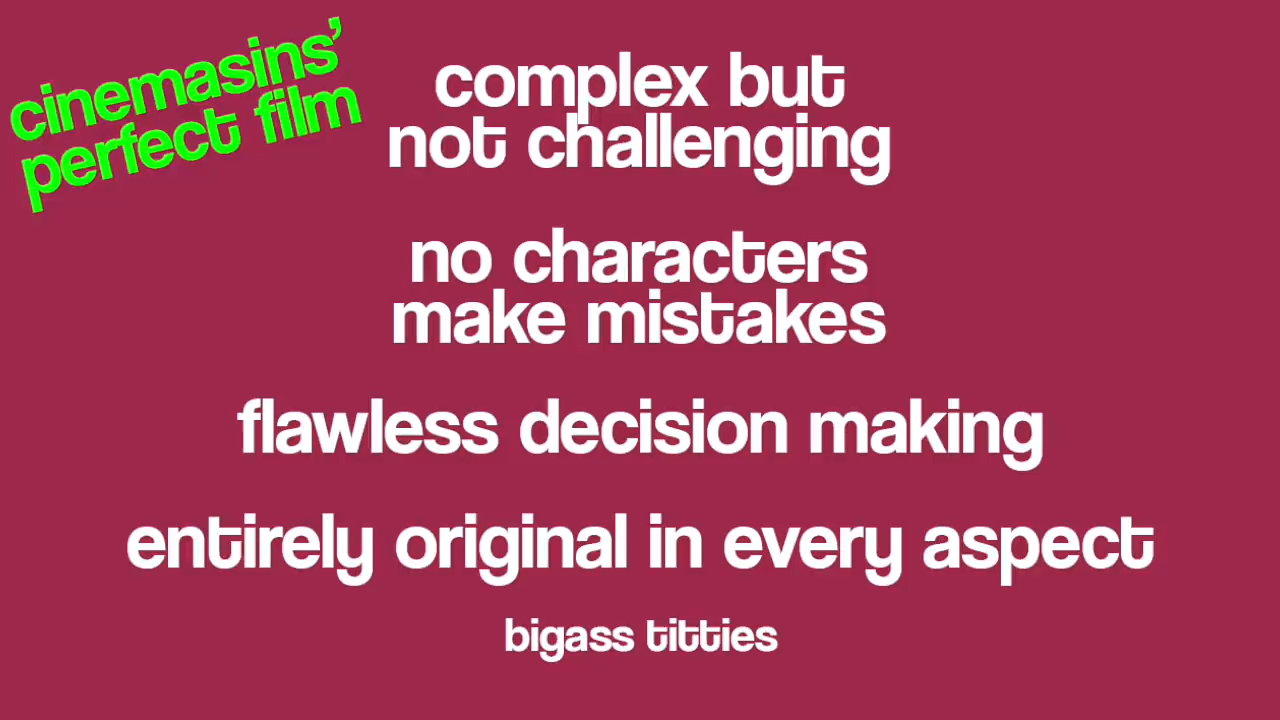 cinemasins'
perfect film
complex but
not challenging
no characters
make mistakes
flawless decision making
entirely original in every aspect
bigass titties